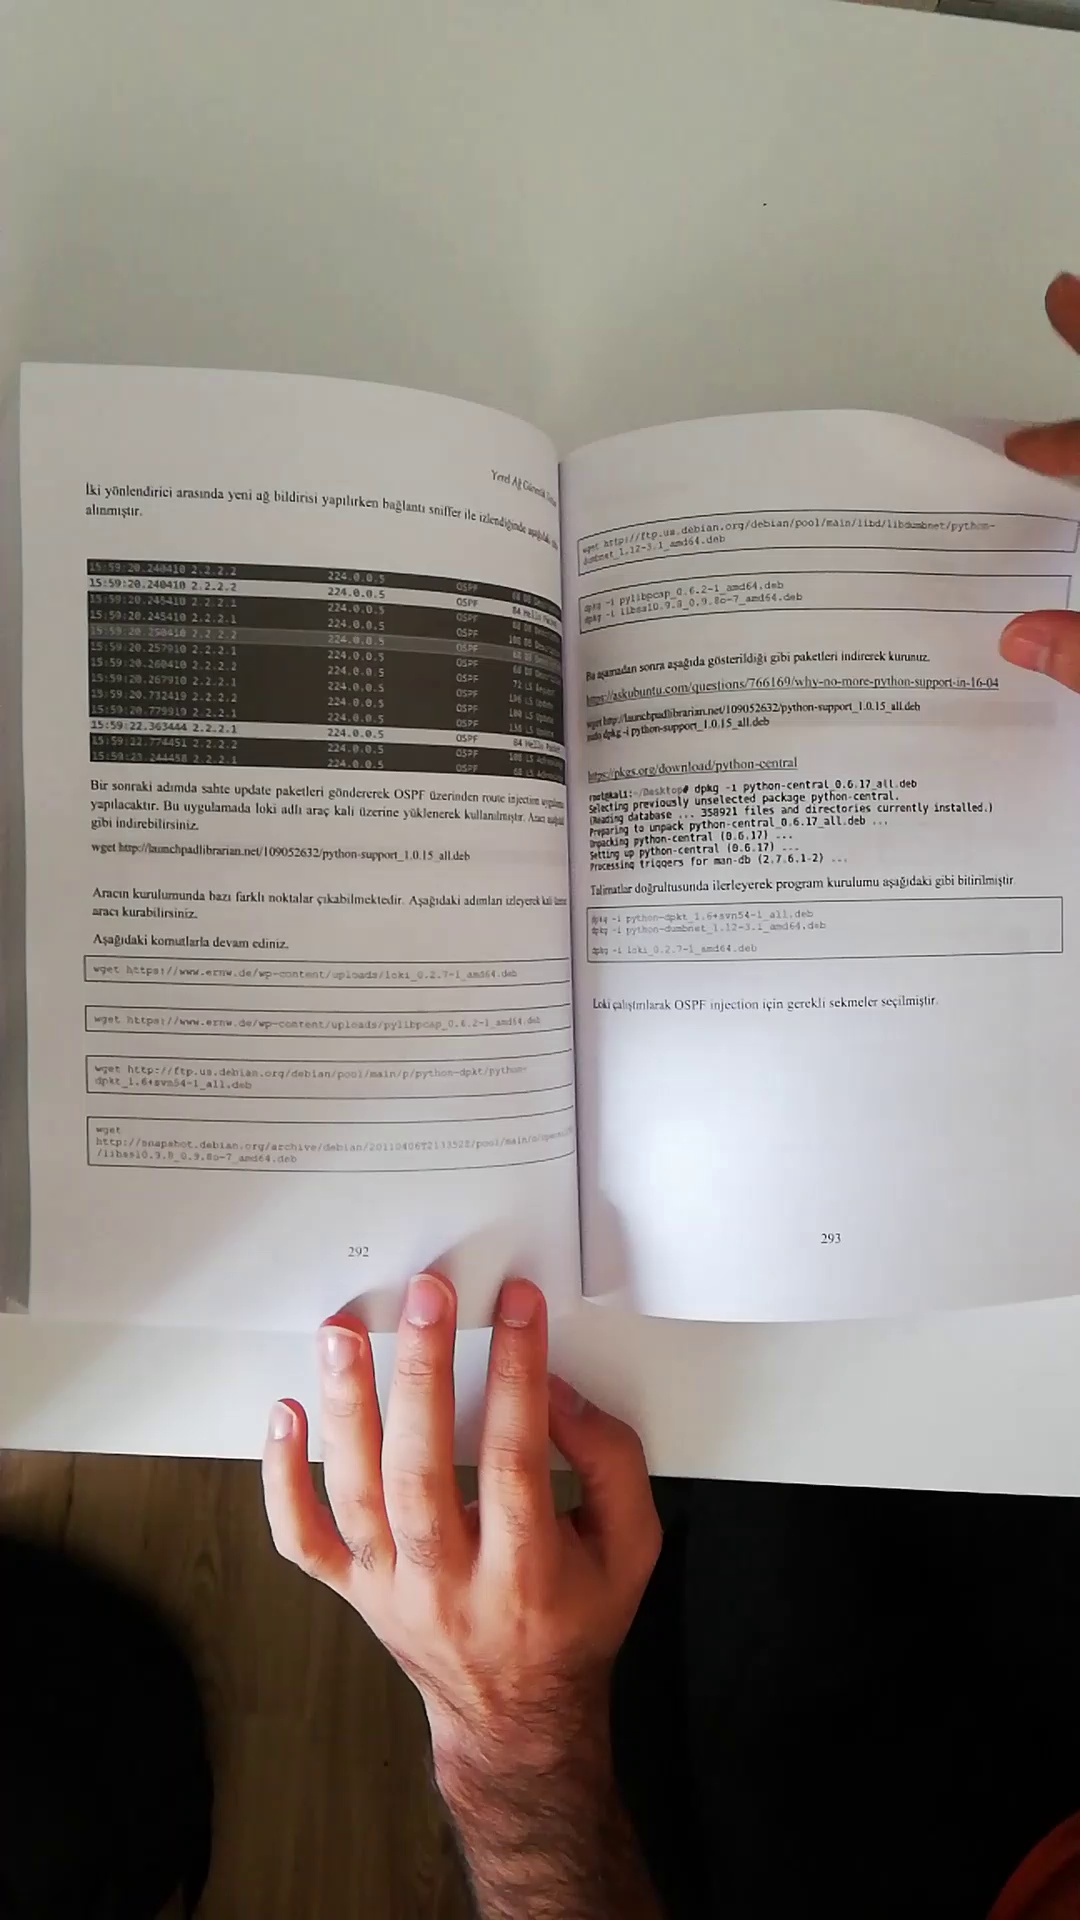 Yerel Ağ Güvenlik
İki yönlendirici arasında yeni ağ bildirisi yapılırken bağlantı sniffer ile izlendiğinde aşağıdaki
alınmıştır.
15:59:20.240410 2.2.2.2 224.0.0.5 OSPF
15:59:20.240410 2.2.2.2 224.0.0.5 OSPF 84 Hello Packet
15:59:20.245410 2.2.2.1 224.0.0.5 OSPF
15:59:20.245410 2.2.2.1 224.0.0.5 OSPF
15:59:20.250410 2.2.2.2 224.0.0.5 OSPF
15:59:20.257910 2.2.2.1 224.0.0.5 OSPF
15:59:20.260410 2.2.2.2 224.0.0.5 OSPF
15:59:20.267910 2.2.2.1 224.0.0.5 OSPF
15:59:20.732419 2.2.2.2 224.0.0.5 OSPF
15:59:20.779919 2.2.2.1 224.0.0.5 OSPF
15:59:22.363444 2.2.2.1 224.0.0.5 OSPF 84 Hello Packet
15:59:22.774451 2.2.2.2 224.0.0.5 OSPF
15:59:23.244458 2.2.2.1 224.0.0.5 OSPF
Bir sonraki adımda sahte update paketleri göndererek OSPF üzerinden route injection
yapılacaktır. Bu uygulamada loki adlı araç kali üzerine yüklenerek kullanılmıştır. Aracı
gibi indirebilirsiniz.
wget http://launchpadlibrarian.net/109052632/python-support_1.0.15_all.deb
Aracın kurulumunda bazı farklı noktalar çıkabilmektedir. Aşağıdaki adımları izleyerek kali
aracı kurabilirsiniz.
Aşağıdaki komutlarla devam ediniz.
wget https://www.ernw.de/wp-content/uploads/loki_0.2.7-1_amd64.deb
wget https://www.ernw.de/wp-content/uploads/pylibpcap_0.6.2-1_amd64.deb
wget http://ftp.us.debian.org/debian/pool/main/p/python-dpkt/python-
dpkt_1.6+svn54-1_all.deb
wget
http://snapshot.debian.org/archive/debian/20110406T213352Z/pool/main/o/
/libssl0.9.8_0.9.8o-7_amd64.deb
292
wget http://ftp.us.debian.org/debian/pool/main/libd/libdumbnet/python-
dumbnet_1.12-3.1_amd64.deb
dpkg -i pylibpcap_0.6.2-1_amd64.deb
dpkg -i libssl0.9.8_0.9.8o-7_amd64.deb
Bu aşamadan sonra aşağıda gösterildiği gibi paketleri indirerek kurunuz.
https://askubuntu.com/questions/766169/why-no-more-python-support-in-16-04
wget http://launchpadlibrarian.net/109052632/python-support_1.0.15_all.deb
sudo dpkg -i python-support_1.0.15_all.deb
https://pkgs.org/download/python-central
root@kali:~/Desktop# dpkg -i python-central_0.6.17_all.deb
Selecting previously unselected package python-central.
(Reading database ... 358921 files and directories currently installed.)
Preparing to unpack python-central_0.6.17_all.deb ...
Unpacking python-central (0.6.17) ...
Setting up python-central (0.6.17) ...
Processing triggers for man-db (2.7.6.1-2) ...
Talimatlar doğrultusunda ilerleyerek program kurulumu aşağıdaki gibi bitirilmiştir.
dpkg -i python-dpkt_1.6+svn54-1_all.deb
dpkg -i python-dumbnet_1.12-3.1_amd64.deb
dpkg -i loki_0.2.7-1_amd64.deb
Loki çalıştırılarak OSPF injection için gerekli sekmeler seçilmiştir.
293